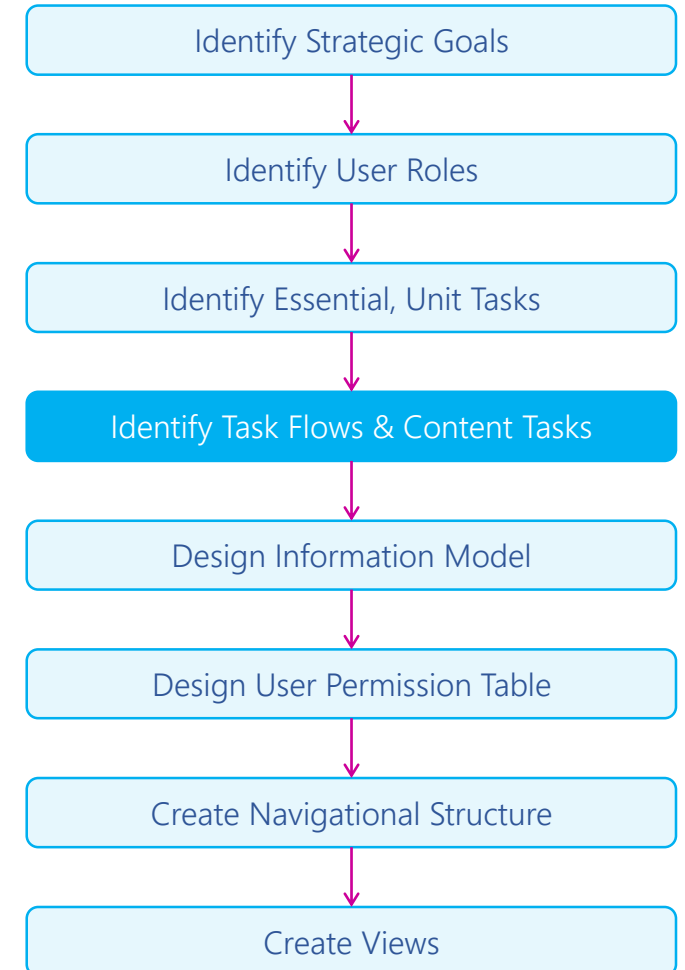 Identify Strategic Goals
Identify User Roles
Identify Essential, Unit Tasks
Identify Task Flows & Content Tasks
Design Information Model
Design User Permission Table
Create Navigational Structure
Create Views